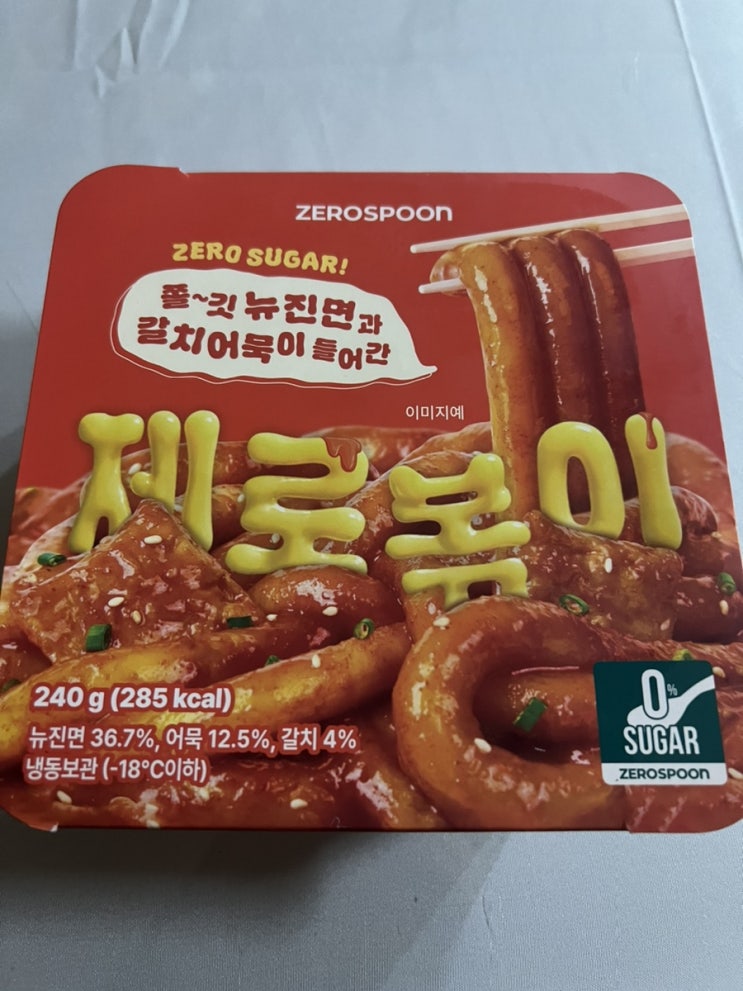 ZEROSPOON
ZERO SUGAR!
쫄~깃 뉴진면과
갈치어묵이 들어간
이미지예
제로볶이
240 g (285 kcal)
뉴진면 36.7%, 어묵 12.5%, 갈치 4%
냉동보관 (-18°C이하)
0%
SUGAR
ZEROSPOON